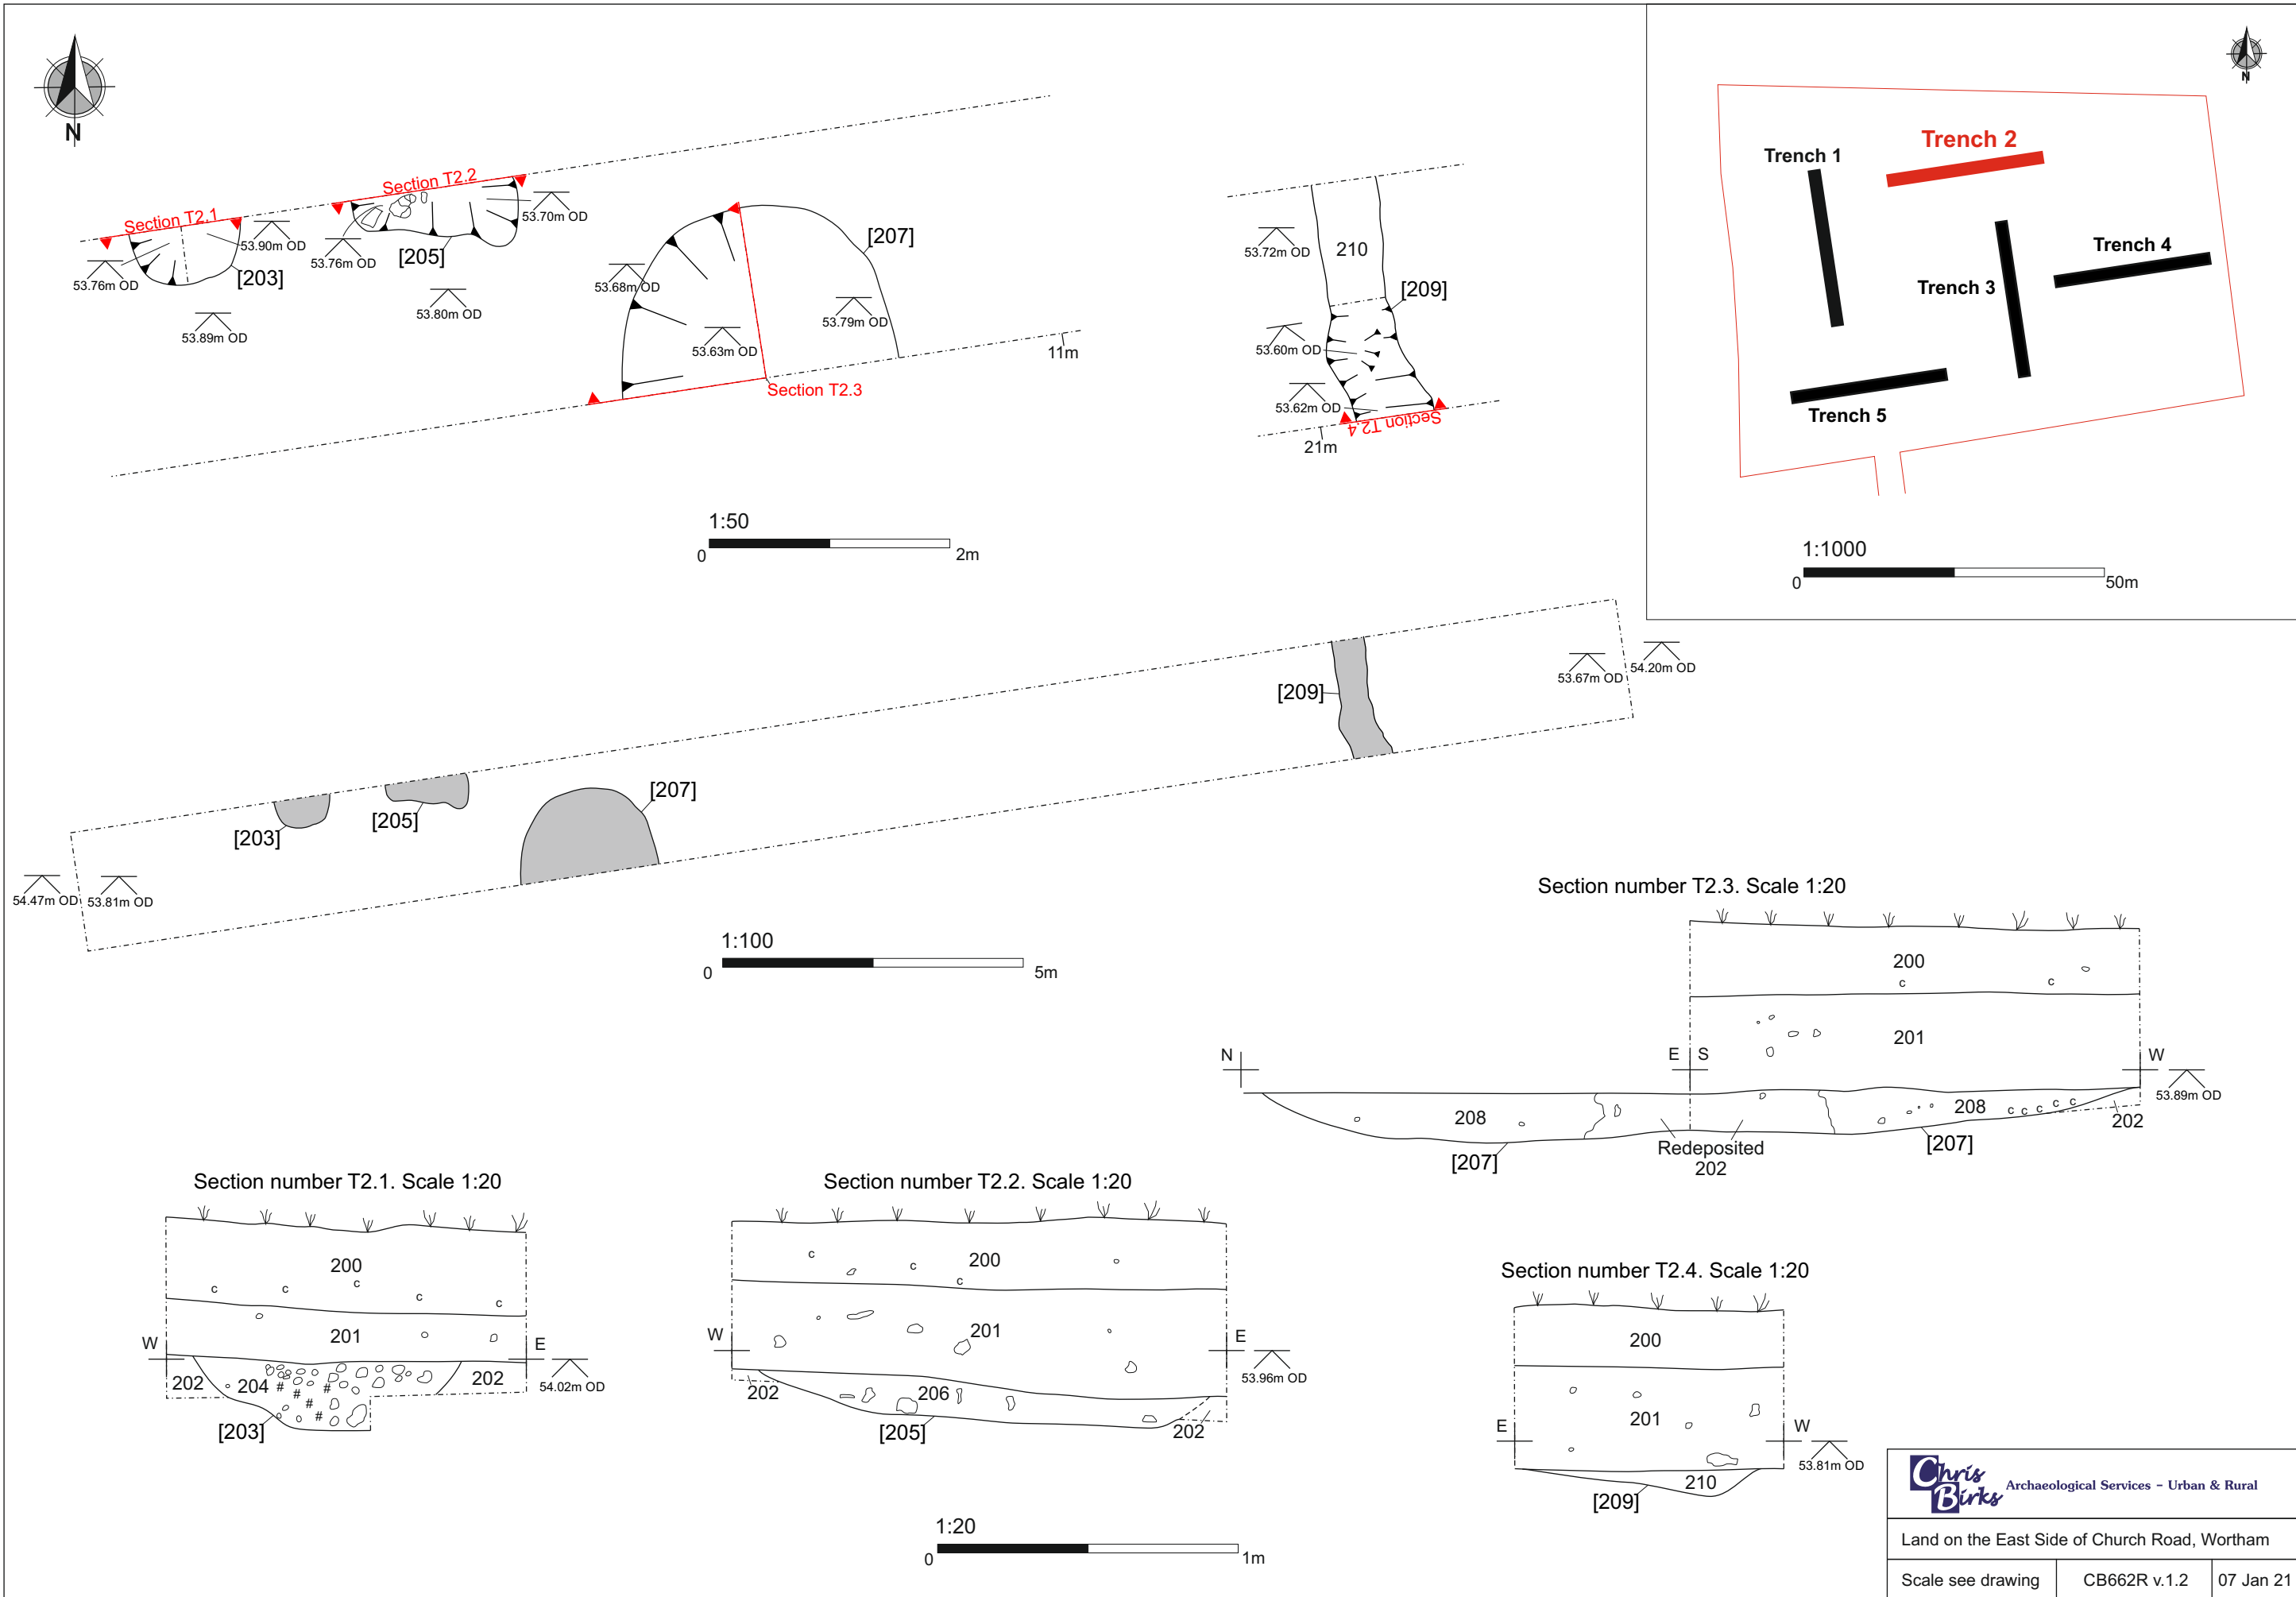 N
Section T2.1
Section T2.2
53.76m OD
53.90m OD
[203]
53.89m OD
53.76m OD
[205]
53.70m OD
53.80m OD
53.68m OD
53.63m OD
[207]
53.79m OD
Section T2.3
11m
53.72m OD
210
[209]
53.60m OD
53.62m OD
Section T2.4
21m
1:50
0
2m
N
Trench 1
Trench 2
Trench 3
Trench 4
Trench 5
1:1000
0
50m
54.47m OD
53.81m OD
[203]
[205]
[207]
[209]
53.67m OD
54.20m OD
1:100
0
5m
Section number T2.3. Scale 1:20
200
c
c
201
N
E
S
W
53.89m OD
208
Redeposited
202
208
c c c c c
202
[207]
[207]
Section number T2.1. Scale 1:20
200
c
c
c
c
c
201
W
E
54.02m OD
202
204
#
#
#
#
#
202
[203]
Section number T2.2. Scale 1:20
c
200
c
c
201
W
E
53.96m OD
202
206
[205]
202
Section number T2.4. Scale 1:20
200
201
E
W
53.81m OD
210
[209]
1:20
0
1m
Chris
Birks
Archaeological Services - Urban & Rural
Land on the East Side of Church Road, Wortham
Scale see drawing
CB662R v.1.2
07 Jan 21